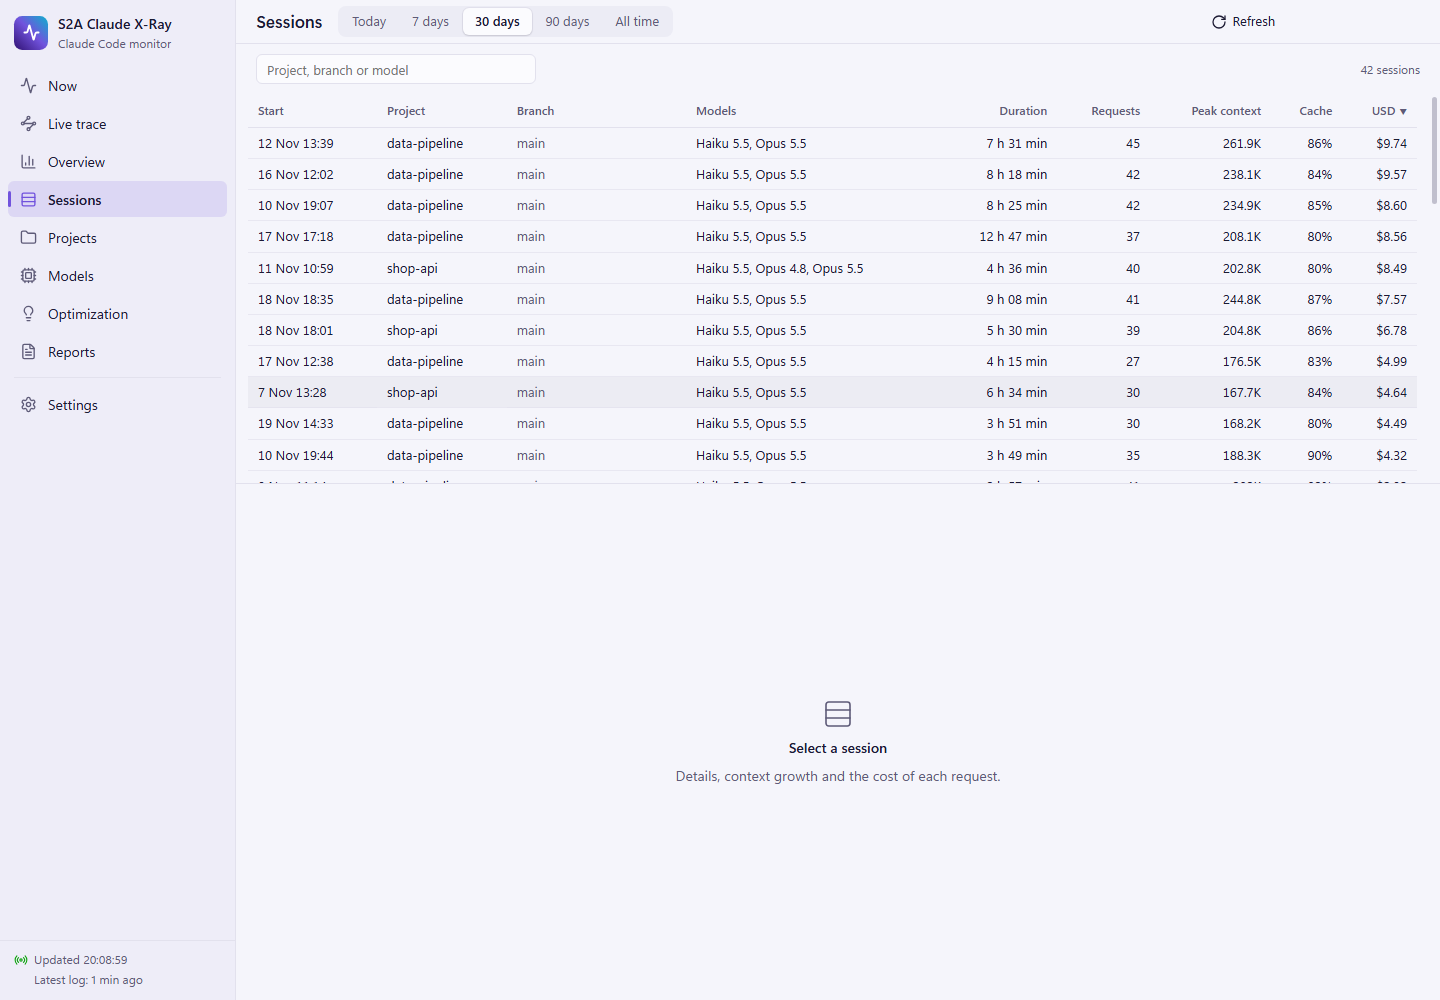 S2A Claude X-Ray
Claude Code monitor
Now
Live trace
Overview
Sessions
Projects
Models
Optimization
Reports
Settings
Updated 20:08:59
Latest log: 1 min ago
Sessions Today 7 days 30 days 90 days All time Refresh
Project, branch or model 42 sessions
Start Project Branch Models Duration Requests Peak context Cache USD ▼
12 Nov 13:39 data-pipeline main Haiku 5.5, Opus 5.5 7 h 31 min 45 261.9K 86% $9.74
16 Nov 12:02 data-pipeline main Haiku 5.5, Opus 5.5 8 h 18 min 42 238.1K 84% $9.57
10 Nov 19:07 data-pipeline main Haiku 5.5, Opus 5.5 8 h 25 min 42 234.9K 85% $8.60
17 Nov 17:18 data-pipeline main Haiku 5.5, Opus 5.5 12 h 47 min 37 208.1K 80% $8.56
11 Nov 10:59 shop-api main Haiku 5.5, Opus 4.8, Opus 5.5 4 h 36 min 40 202.8K 80% $8.49
18 Nov 18:35 data-pipeline main Haiku 5.5, Opus 5.5 9 h 08 min 41 244.8K 87% $7.57
18 Nov 18:01 shop-api main Haiku 5.5, Opus 5.5 5 h 30 min 39 204.8K 86% $6.78
17 Nov 12:38 data-pipeline main Haiku 5.5, Opus 5.5 4 h 15 min 27 176.5K 83% $4.99
7 Nov 13:28 shop-api main Haiku 5.5, Opus 5.5 6 h 34 min 30 167.7K 84% $4.64
19 Nov 14:33 data-pipeline main Haiku 5.5, Opus 5.5 3 h 51 min 30 168.2K 80% $4.49
10 Nov 19:44 data-pipeline main Haiku 5.5, Opus 5.5 3 h 49 min 35 188.3K 90% $4.32
Select a session
Details, context growth and the cost of each request.